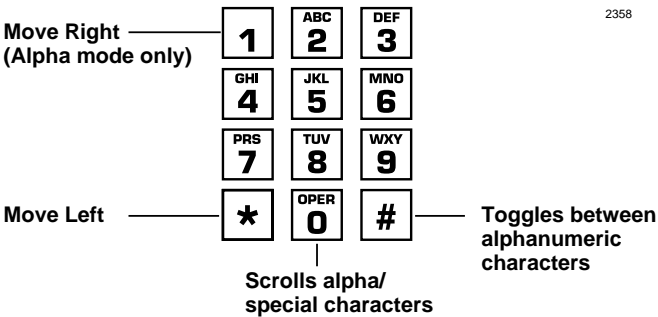 2358
Move Right
(Alpha mode only)
1
ABC
2
DEF
3
GHI
4
JKL
5
MNO
6
PRS
7
TUV
8
WXY
9
Move Left
*
OPER
0
#
Toggles between
alphanumeric
characters
Scrolls alpha/
special characters